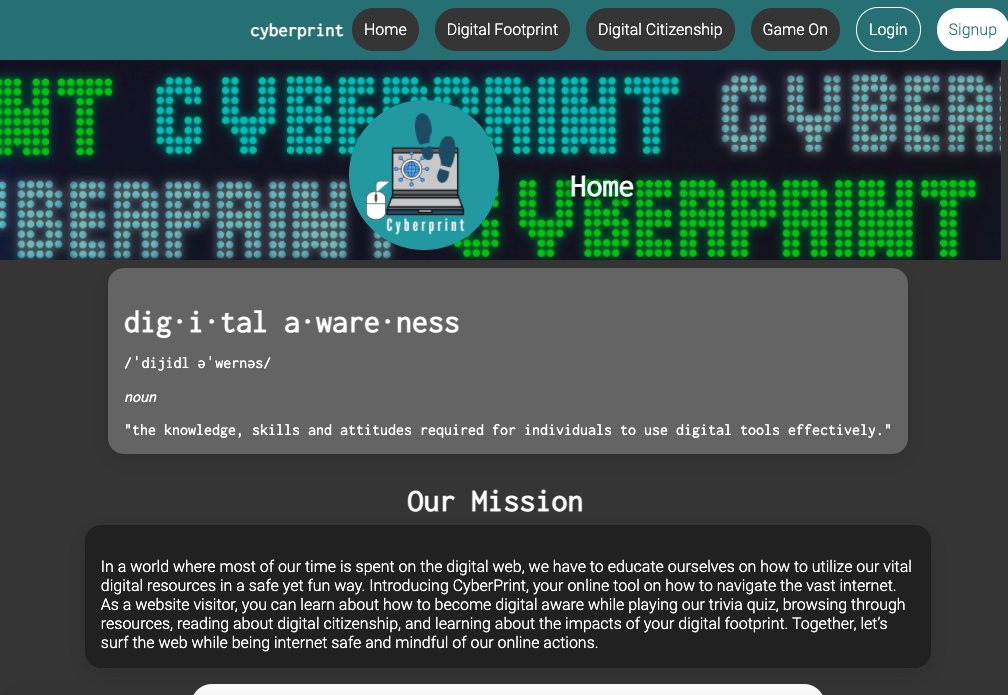 cyberprint Home Digital Footprint Digital Citizenship Game On Login Signup
NT CYBERPRINT CYBER
YBERPRINT CYBERPRINT
Cyberprint
Home
dig·i·tal a·ware·ness
/ˈdijidl əˈwernəs/
noun
"the knowledge, skills and attitudes required for individuals to use digital tools effectively."
Our Mission
In a world where most of our time is spent on the digital web, we have to educate ourselves on how to utilize our vital
digital resources in a safe yet fun way. Introducing CyberPrint, your online tool on how to navigate the vast internet.
As a website visitor, you can learn about how to become digital aware while playing our trivia quiz, browsing through
resources, reading about digital citizenship, and learning about the impacts of your digital footprint. Together, let's
surf the web while being internet safe and mindful of our online actions.